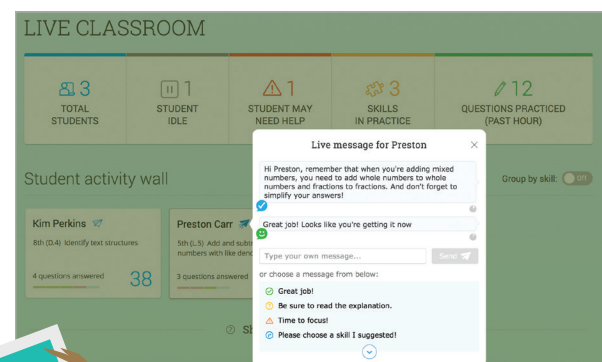 LIVE CLASSROOM
3
TOTAL
STUDENTS
1
STUDENT
IDLE
1
STUDENT MAY
NEED HELP
3
SKILLS
IN PRACTICE
12
QUESTIONS PRACTICED
(PAST HOUR)
Student activity wall
Group by skill: Off
Kim Perkins
8th (D.4) Identify text structures
4 questions answered
38
Preston Carr
5th (L.5) Add and
numbers with like
3 questions answered
Live message for Preston
Hi Preston, remember that when you're adding mixed
numbers, you need to add whole numbers to whole
numbers and fractions to fractions. And don't forget to
simplify your answers!
Great job! Looks like you're getting it now
Type your own message...
Send
or choose a message from below:
Great job!
Be sure to read the explanation.
Time to focus!
Please choose a skill I suggested!